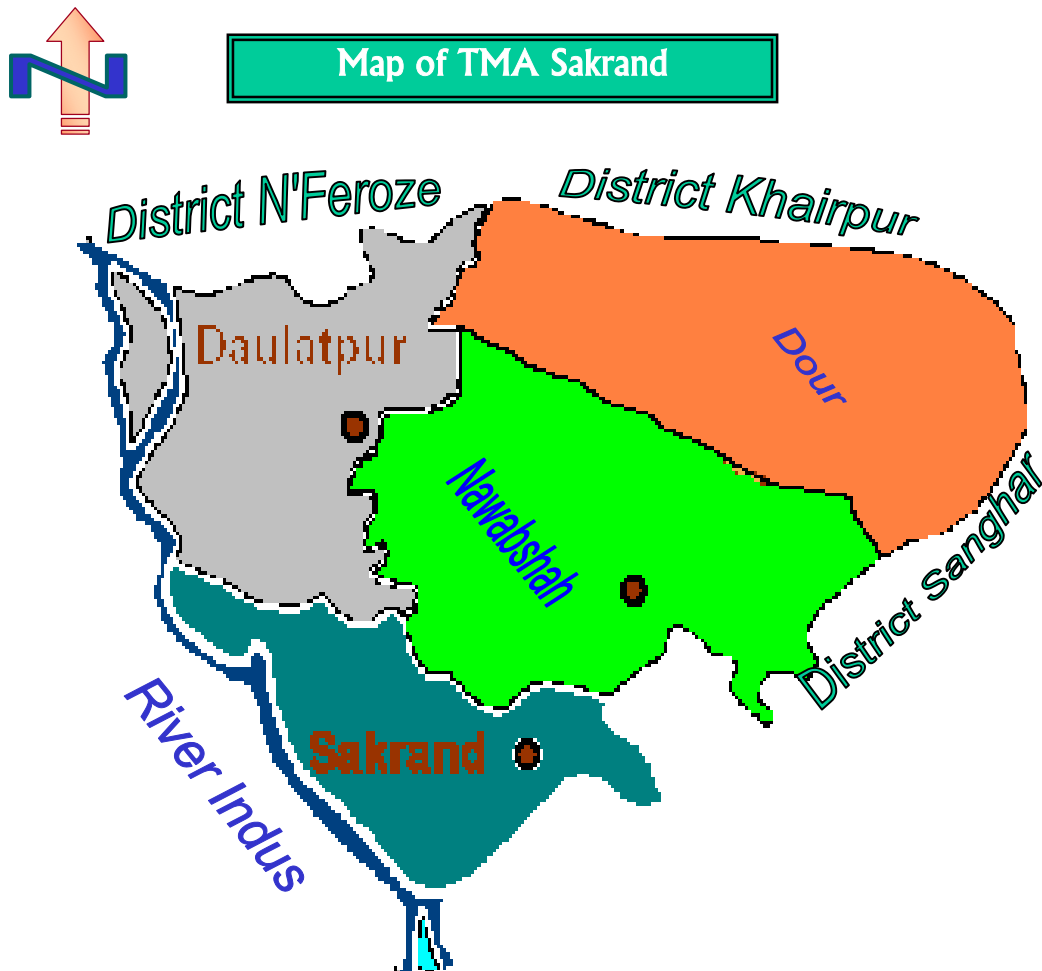 N
Map of TMA Sakrand
District N'Feroze
District Khairpur
Daulatpur
Dour
Nawabshah
District Sanghar
River Indus
Sakrand